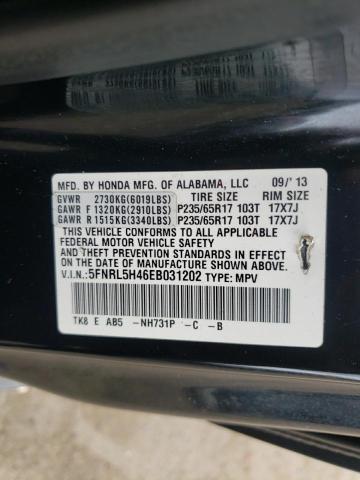 MFD. BY HONDA MFG. OF ALABAMA, LLC 09/'13
GVWR 2730KG(6019LBS) TIRE SIZE RIM SIZE
GAWR F 1320KG(2910LBS) P235/65R17 103T 17X7J
GAWR R 1515KG(3340LBS) P235/65R17 103T 17X7J
THIS VEHICLE CONFORMS TO ALL APPLICABLE
FEDERAL MOTOR VEHICLE SAFETY AND
THEFT PREVENTION STANDARDS IN EFFECT ON
THE DATE OF MANUFACTURE SHOWN ABOVE.
V.I.N: 5FNRL5H46EB031202 TYPE: MPV
TK8 E AB5 -NH731P -C -B